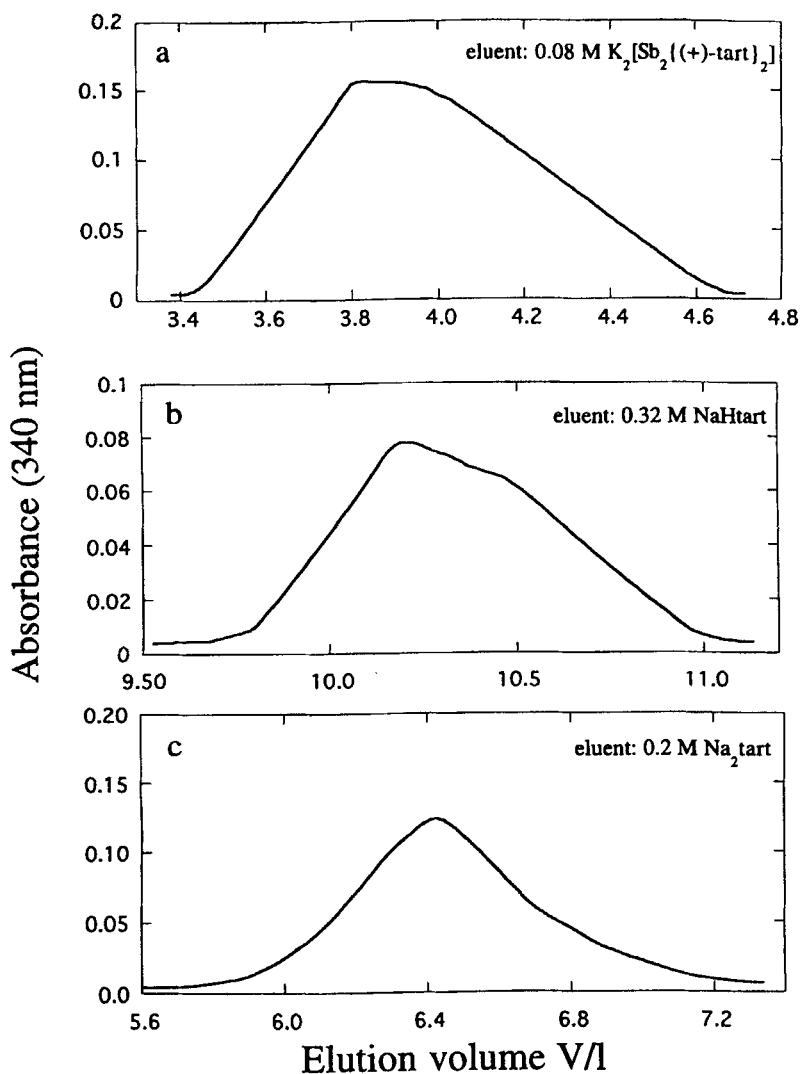 Absorbance (340 nm)
a
eluent: 0.08 M K₂[Sb₂{(+)-tart}₂]
0.2
0.15
0.1
0.05
0
3.4 3.6 3.8 4.0 4.2 4.4 4.6 4.8
b
eluent: 0.32 M NaHtart
0.1
0.08
0.06
0.04
0.02
0
9.50 10.0 10.5 11.0
c
eluent: 0.2 M Na₂tart
0.20
0.15
0.10
0.05
0.0
5.6 6.0 6.4 6.8 7.2
Elution volume V/l